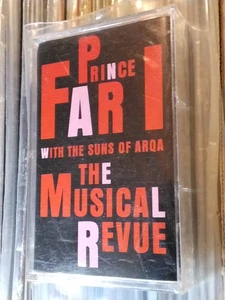 PRINCE
FAR I
WITH THE SUNS OF ARQA
THE
MUSICAL
REVUE